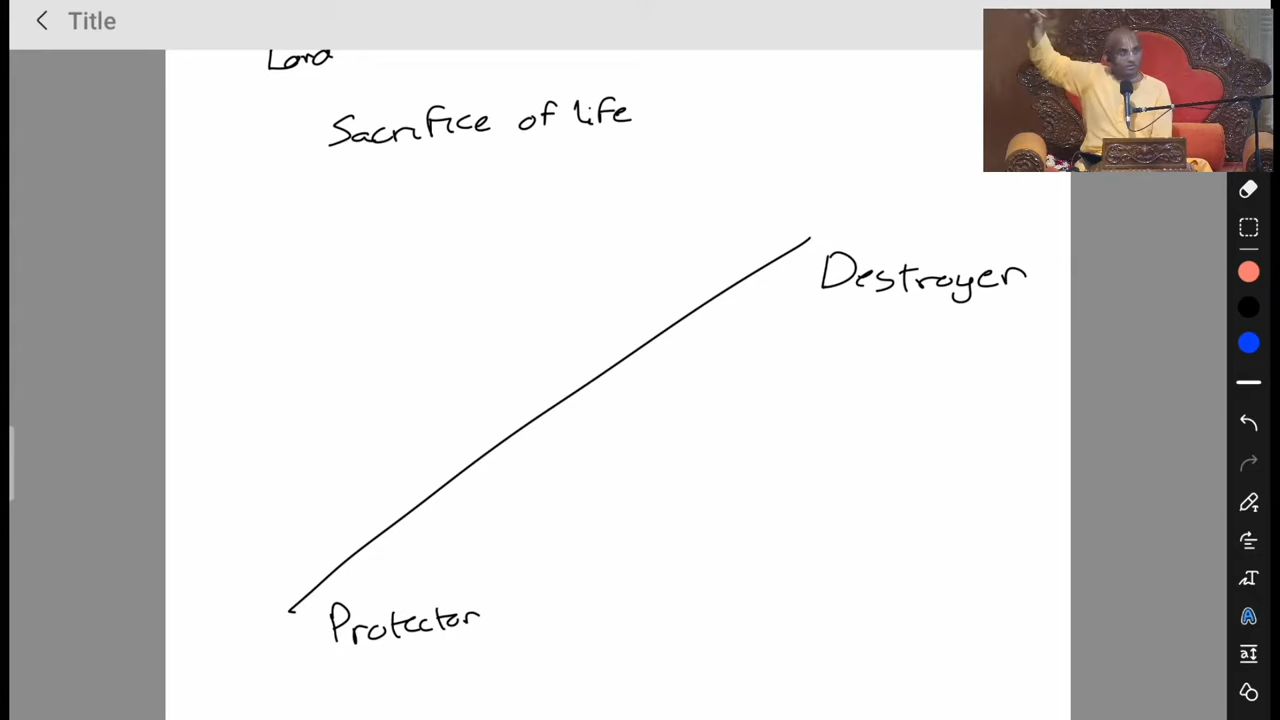 Title
Lord
Sacrifice of life
Destroyer
Protector